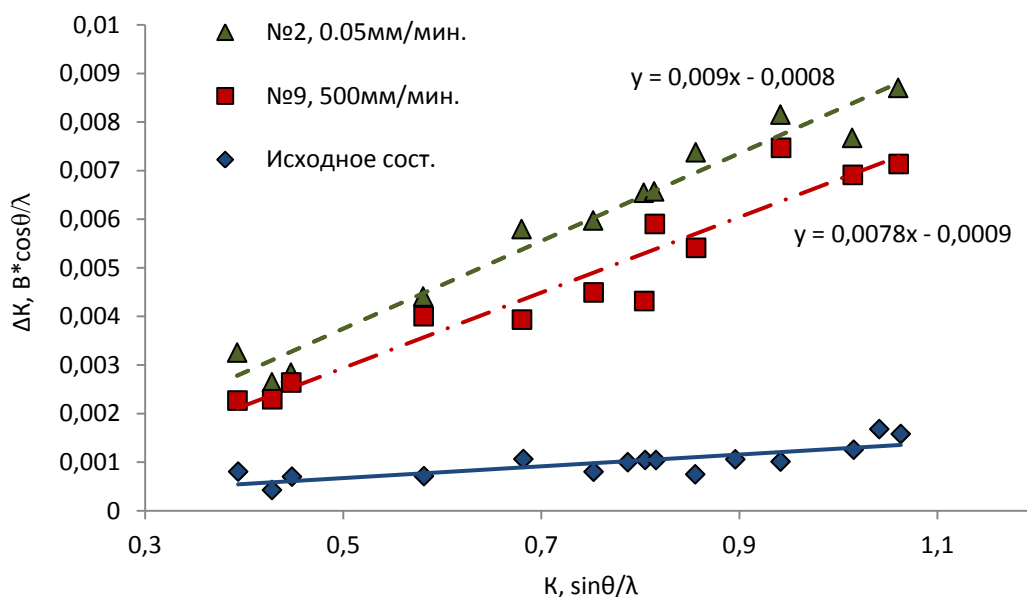 0,01
0,009
0,008
0,007
0,006
0,005
0,004
0,003
0,002
0,001
0
ΔК, B*cosθ/λ
№2, 0.05мм/мин.
№9, 500мм/мин.
Исходное сост.
y = 0,009x - 0,0008
y = 0,0078x - 0,0009
0,3 0,5 0,7 0,9 1,1
К, sinθ/λ